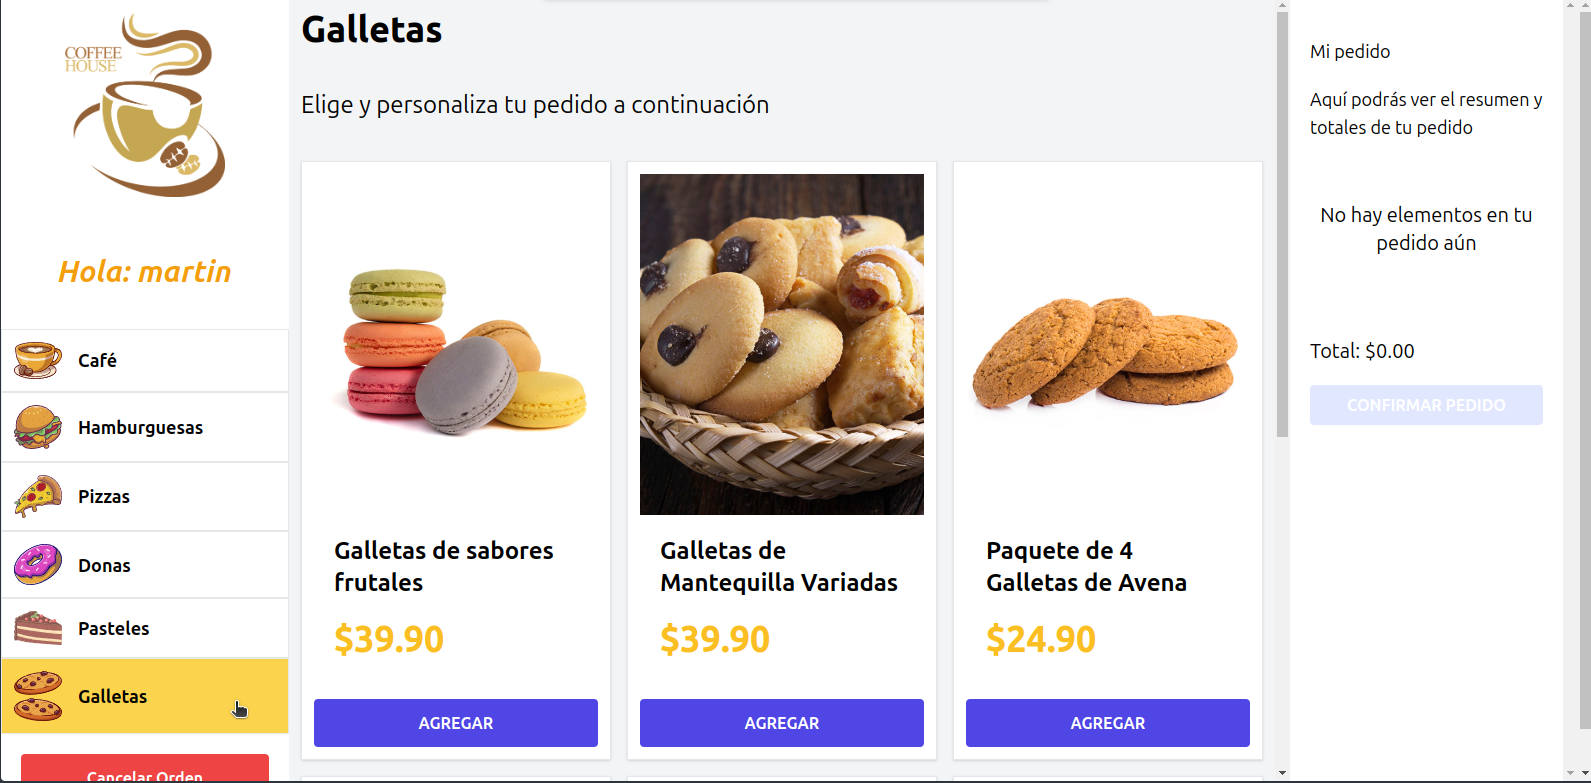 COFFEE
HOUSE
Hola: martin
Café
Hamburguesas
Pizzas
Donas
Pasteles
Galletas
Cancelar Orden
Galletas
Elige y personaliza tu pedido a continuación
Galletas de sabores
frutales
$39.90
AGREGAR
Galletas de
Mantequilla Variadas
$39.90
AGREGAR
Paquete de 4
Galletas de Avena
$24.90
AGREGAR
Mi pedido
Aquí podrás ver el resumen y
totales de tu pedido
No hay elementos en tu
pedido aún
Total: $0.00
CONFIRMAR PEDIDO